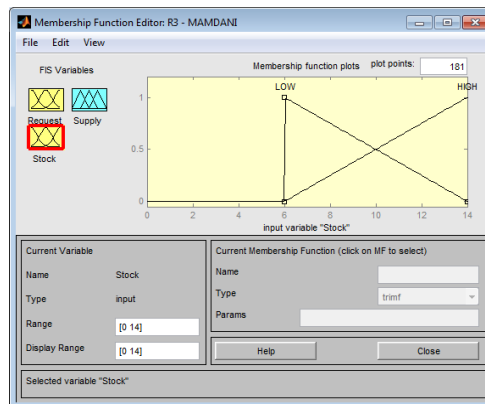 Membership Function Editor: R3 - MAMDANI
File Edit View
FIS Variables
Request Supply
Stock
Membership function plots plot points: 181
LOW HIGH
1
0.5
0
0 2 4 6 8 10 12 14
input variable "Stock"
Current Variable
Name Stock
Type input
Range [0 14]
Display Range [0 14]
Current Membership Function (click on MF to select)
Name
Type trimf
Params
Help Close
Selected variable "Stock"